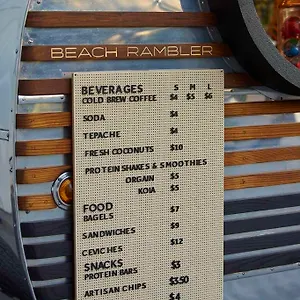 BEACH RAMBLER
BEVERAGES S M L
COLD BREW COFFEE $4 $5 $6
SODA $4
TEPACHE $4
FRESH COCONUTS $10
PROTEIN SHAKES & SMOOTHIES
ORGAIN $5
KOIA $5
FOOD
BAGELS $7
SANDWICHES $9
CEVICHES $12
SNACKS
PROTEIN BARS $3
ARTISAN CHIPS $3.50
$4